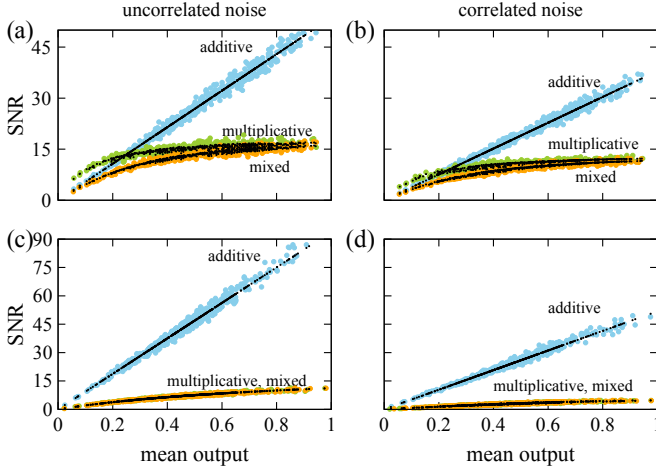 uncorrelated noise
correlated noise
(a)
(b)
45
30
15
0
SNR
additive
multiplicative
mixed
additive
multiplicative
mixed
(c)
(d)
90
75
60
45
30
15
0
SNR
additive
multiplicative, mixed
additive
multiplicative, mixed
0 0.2 0.4 0.6 0.8 1
0 0.2 0.4 0.6 0.8 1
mean output
mean output